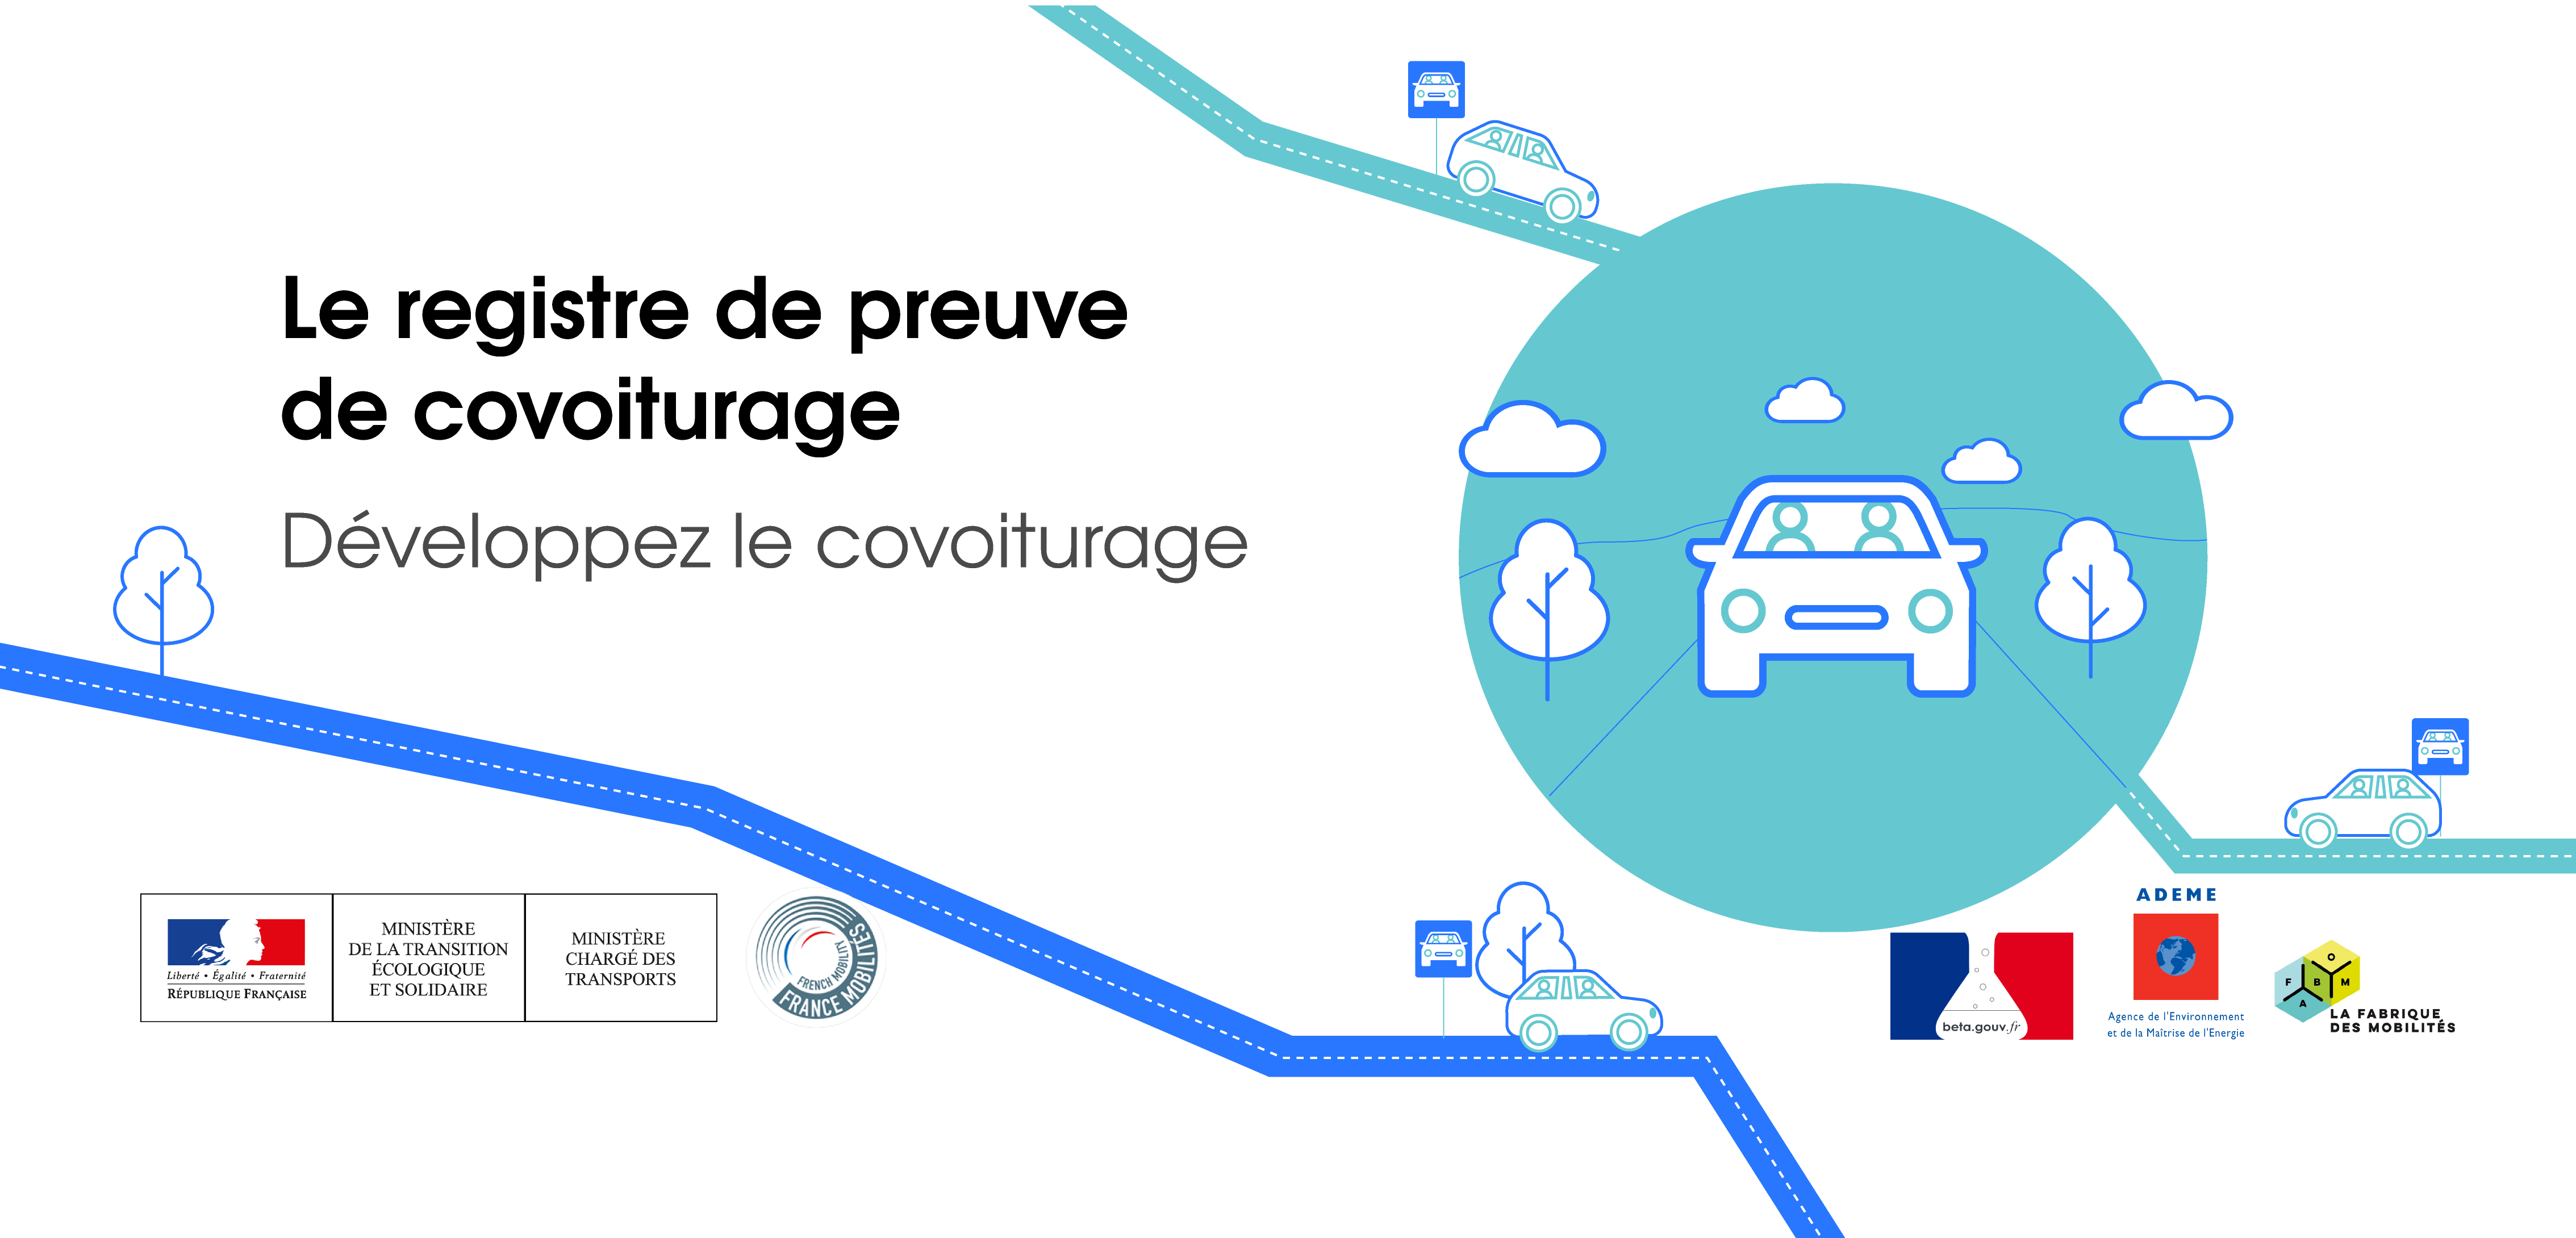 Le registre de preuve
de covoiturage
Développez le covoiturage
Liberté • Égalité • Fraternité
RÉPUBLIQUE FRANÇAISE
MINISTÈRE
DE LA TRANSITION
ÉCOLOGIQUE
ET SOLIDAIRE
MINISTÈRE
CHARGÉ DES
TRANSPORTS
FRENCH MOBILITY
FRANCE MOBILITÉS
beta.gouv.fr
ADEME
Agence de l'Environnement
et de la Maîtrise de l'Energie
O
F B M
A
LA FABRIQUE
DES MOBILITÉS